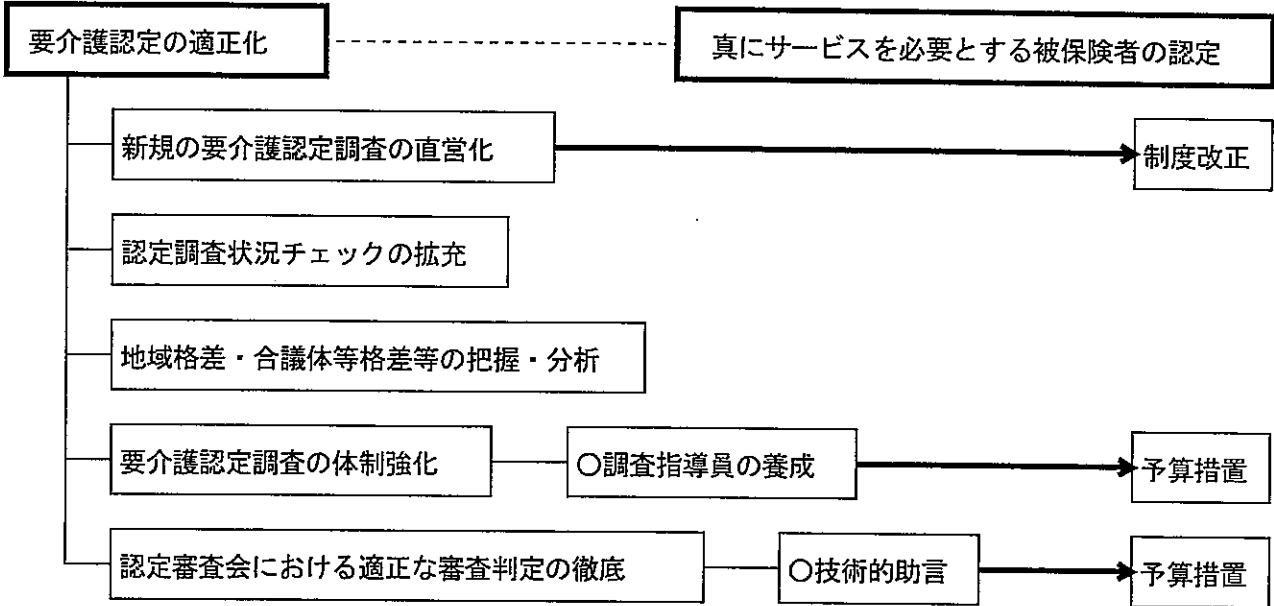 要介護認定の適正化
真にサービスを必要とする被保険者の認定
新規の要介護認定調査の直営化
制度改正
認定調査状況チェックの拡充
地域格差・合議体等格差等の把握・分析
要介護認定調査の体制強化
〇調査指導員の養成
予算措置
認定審査会における適正な審査判定の徹底
〇技術的助言
予算措置